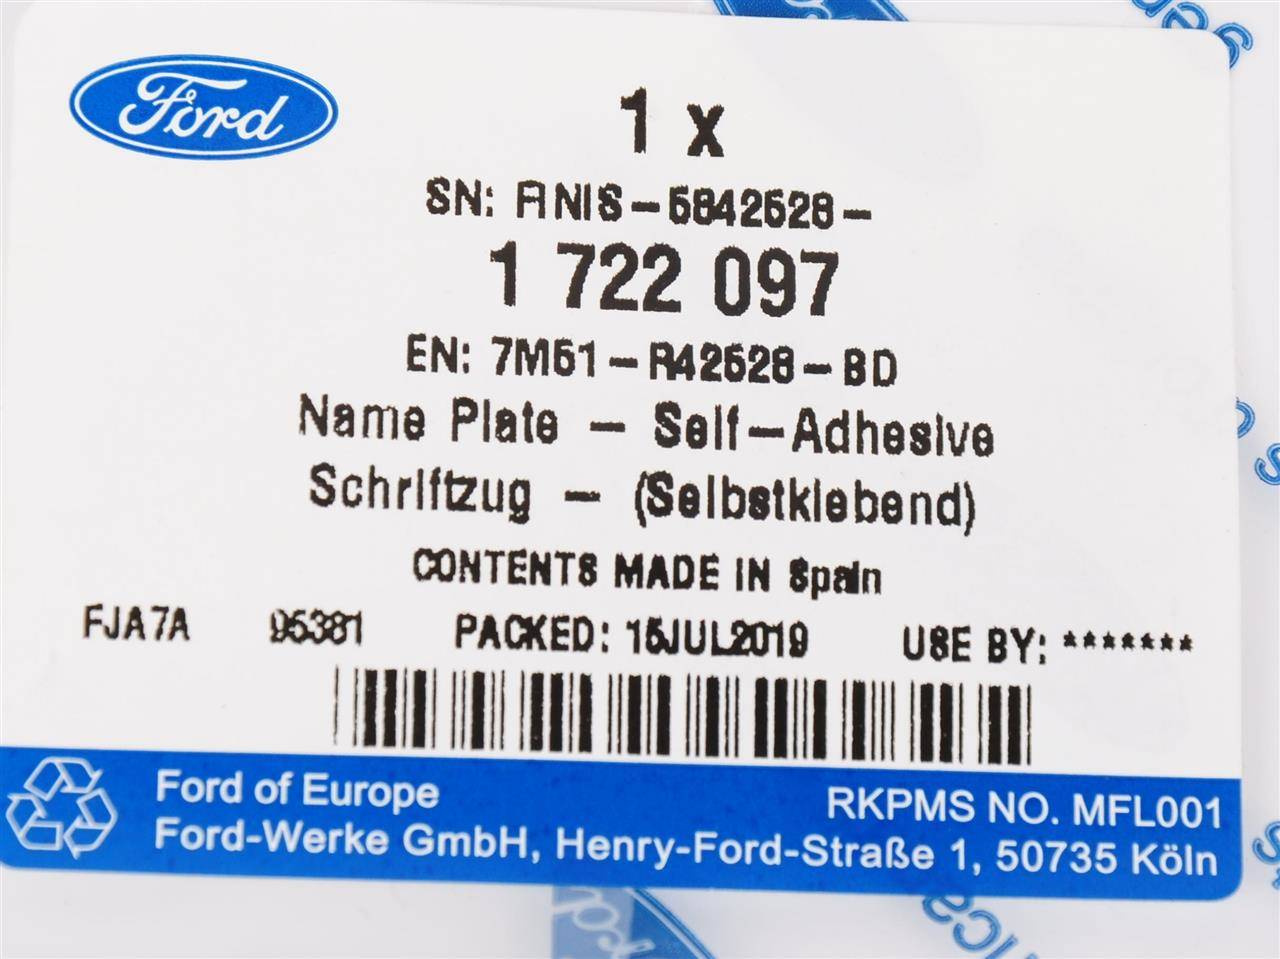 Ford
1 x
SN: FINIS-5842528-
1 722 097
EN: 7M51-R42528-BD
Name Plate - Self-Adhesive
Schriftzug - (Selbstklebend)
CONTENTS MADE IN Spain
FJA7A 95381 PACKED: 15JUL2019 USE BY: *******
Ford of Europe RKPMS NO. MFL001
Ford-Werke GmbH, Henry-Ford-Straße 1, 50735 Köln